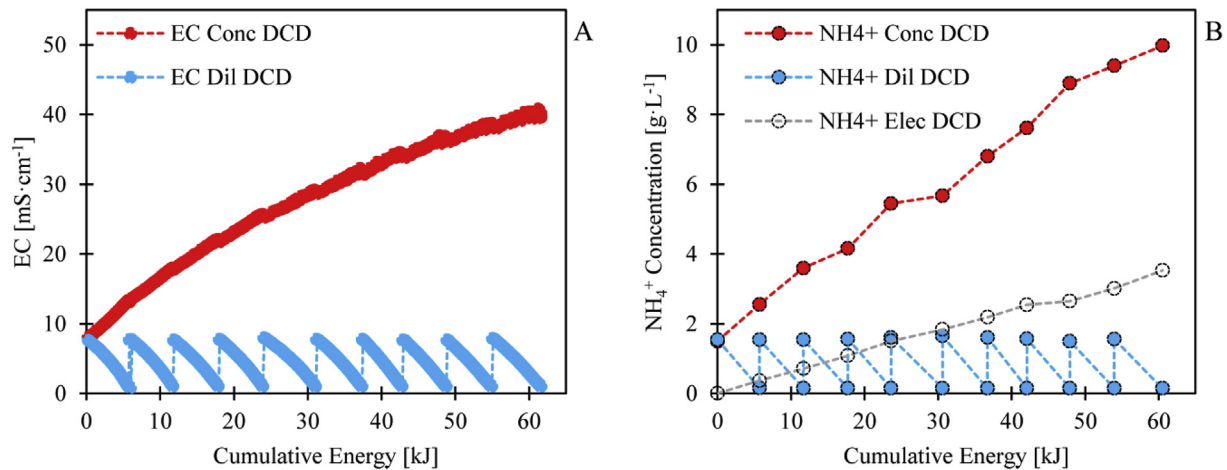 A
EC Conc DCD
EC Dil DCD
EC [mS·cm⁻¹]
50
40
30
20
10
0
0 10 20 30 40 50 60
Cumulative Energy [kJ]
B
NH4+ Conc DCD
NH4+ Dil DCD
NH4+ Elec DCD
NH₄⁺ Concentration [g·L⁻¹]
10
8
6
4
2
0
0 10 20 30 40 50 60
Cumulative Energy [kJ]